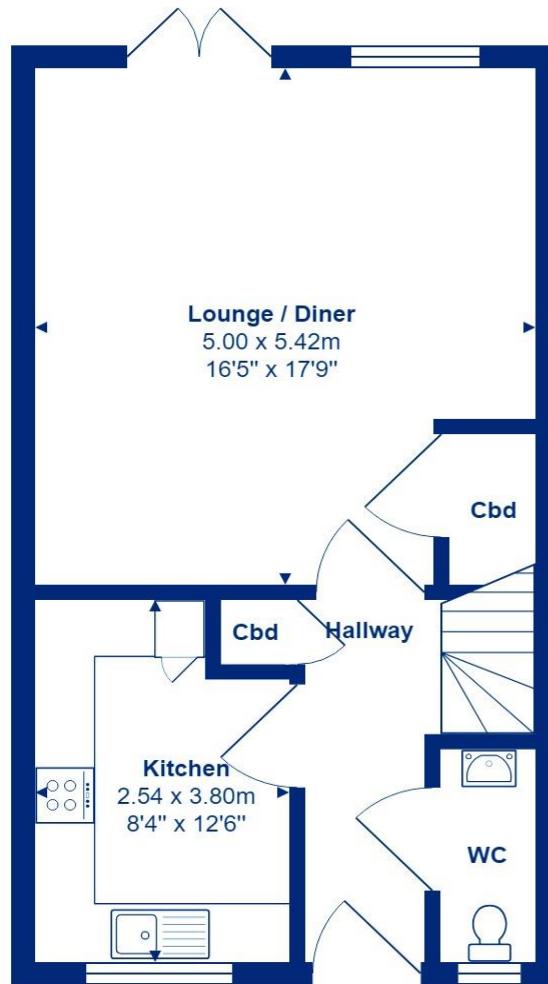 Lounge / Diner
5.00 x 5.42m
16'5" x 17'9"
Cbd
Cbd
Hallway
Kitchen
2.54 x 3.80m
8'4" x 12'6"
WC